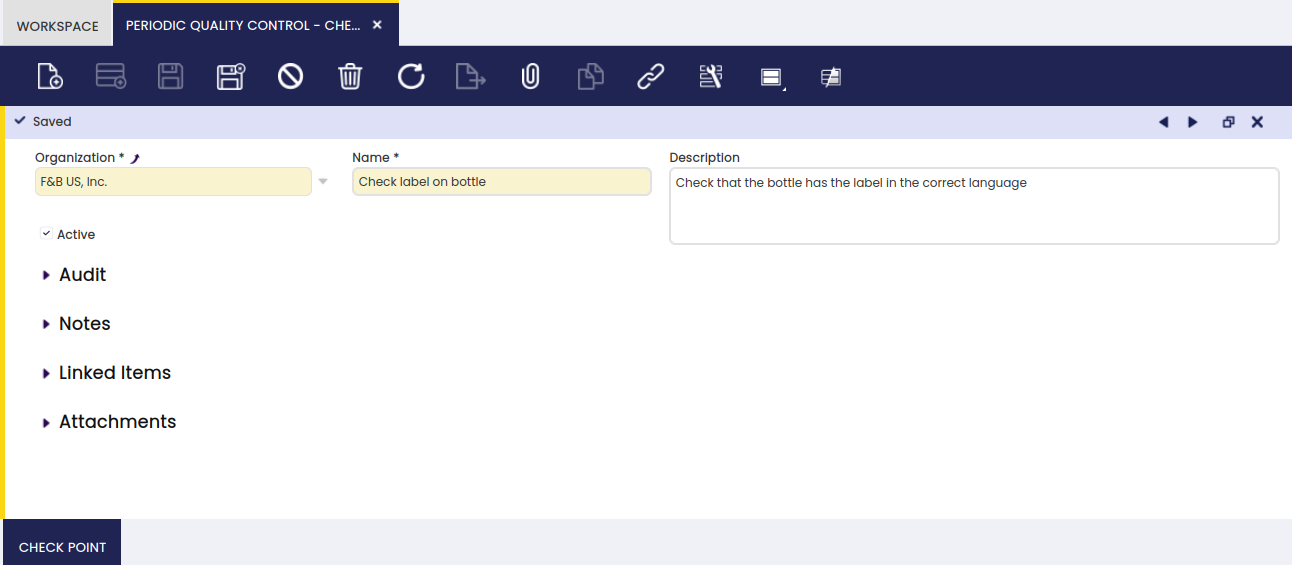 WORKSPACE
PERIODIC QUALITY CONTROL - CHE...
Saved
Organization *
Name *
Description
F&B US, Inc.
Check label on bottle
Check that the bottle has the label in the correct language
Active
Audit
Notes
Linked Items
Attachments
CHECK POINT